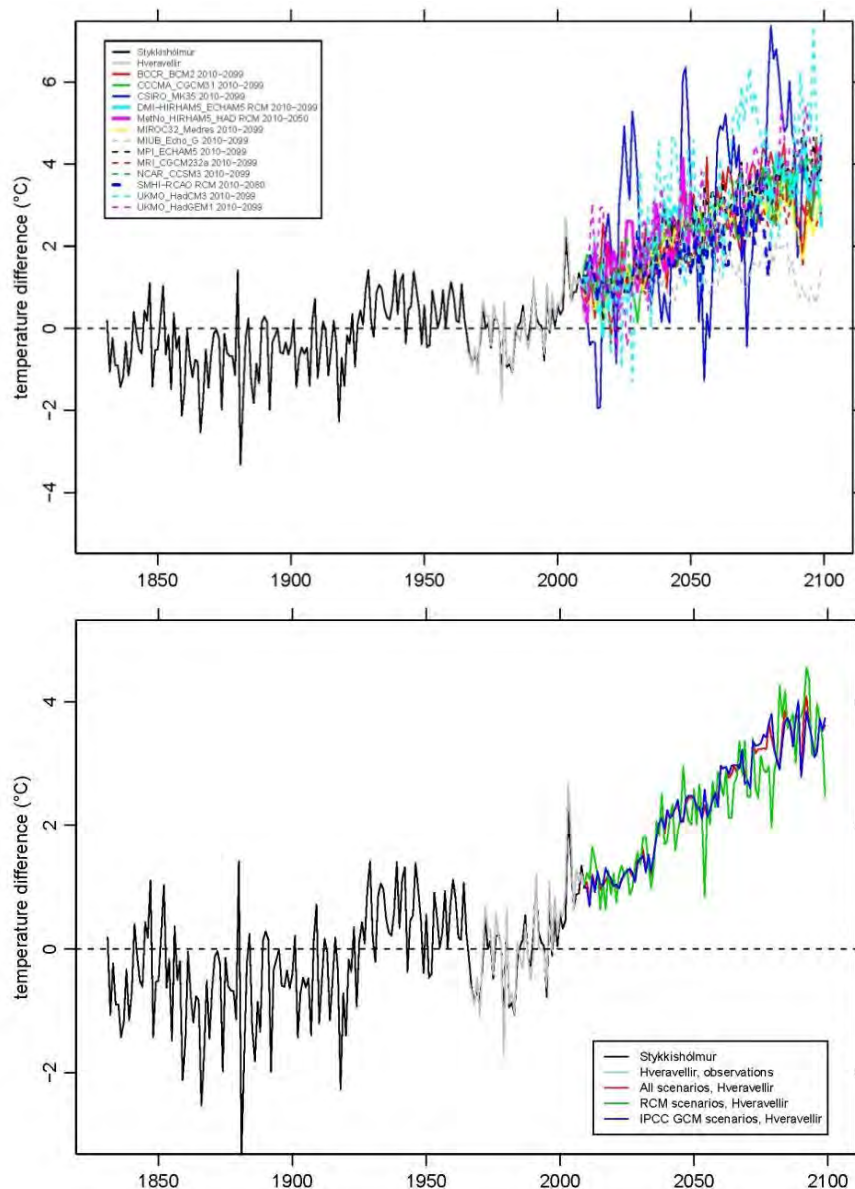 temperature difference (°C)
6
4
2
0
-2
-4
Stykkishólmur
Hveravellir
BCCR_BCM2 2010-2099
CCCMA_CGCM31 2010-2099
CSIRO_MK35 2010-2099
DMI-HIRHAM5_ECHAM5 RCM 2010-2099
MetNo_HIRHAM5_HAD RCM 2010-2050
MIROC32_Medres 2010-2099
MIUB_Echo_G 2010-2099
MPI_ECHAM5 2010-2099
MRI_CGCM232a 2010-2099
NCAR_CCSM3 2010-2099
SMHI-RCAO RCM 2010-2080
UKMO_HadCM3 2010-2099
UKMO_HadGEM1 2010-2099
1850 1900 1950 2000 2050 2100
temperature difference (°C)
4
2
0
-2
Stykkishólmur
Hveravellir, observations
All scenarios, Hveravellir
RCM scenarios, Hveravellir
IPCC GCM scenarios, Hveravellir
1850 1900 1950 2000 2050 2100